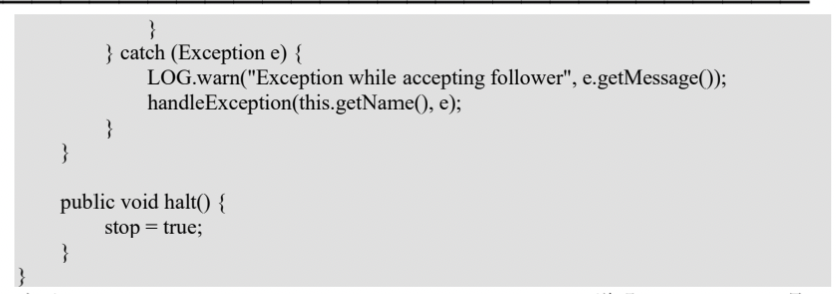 }
} catch (Exception e) {
LOG.warn("Exception while accepting follower", e.getMessage());
handleException(this.getName(), e);
}
}
public void halt() {
stop = true;
}
}